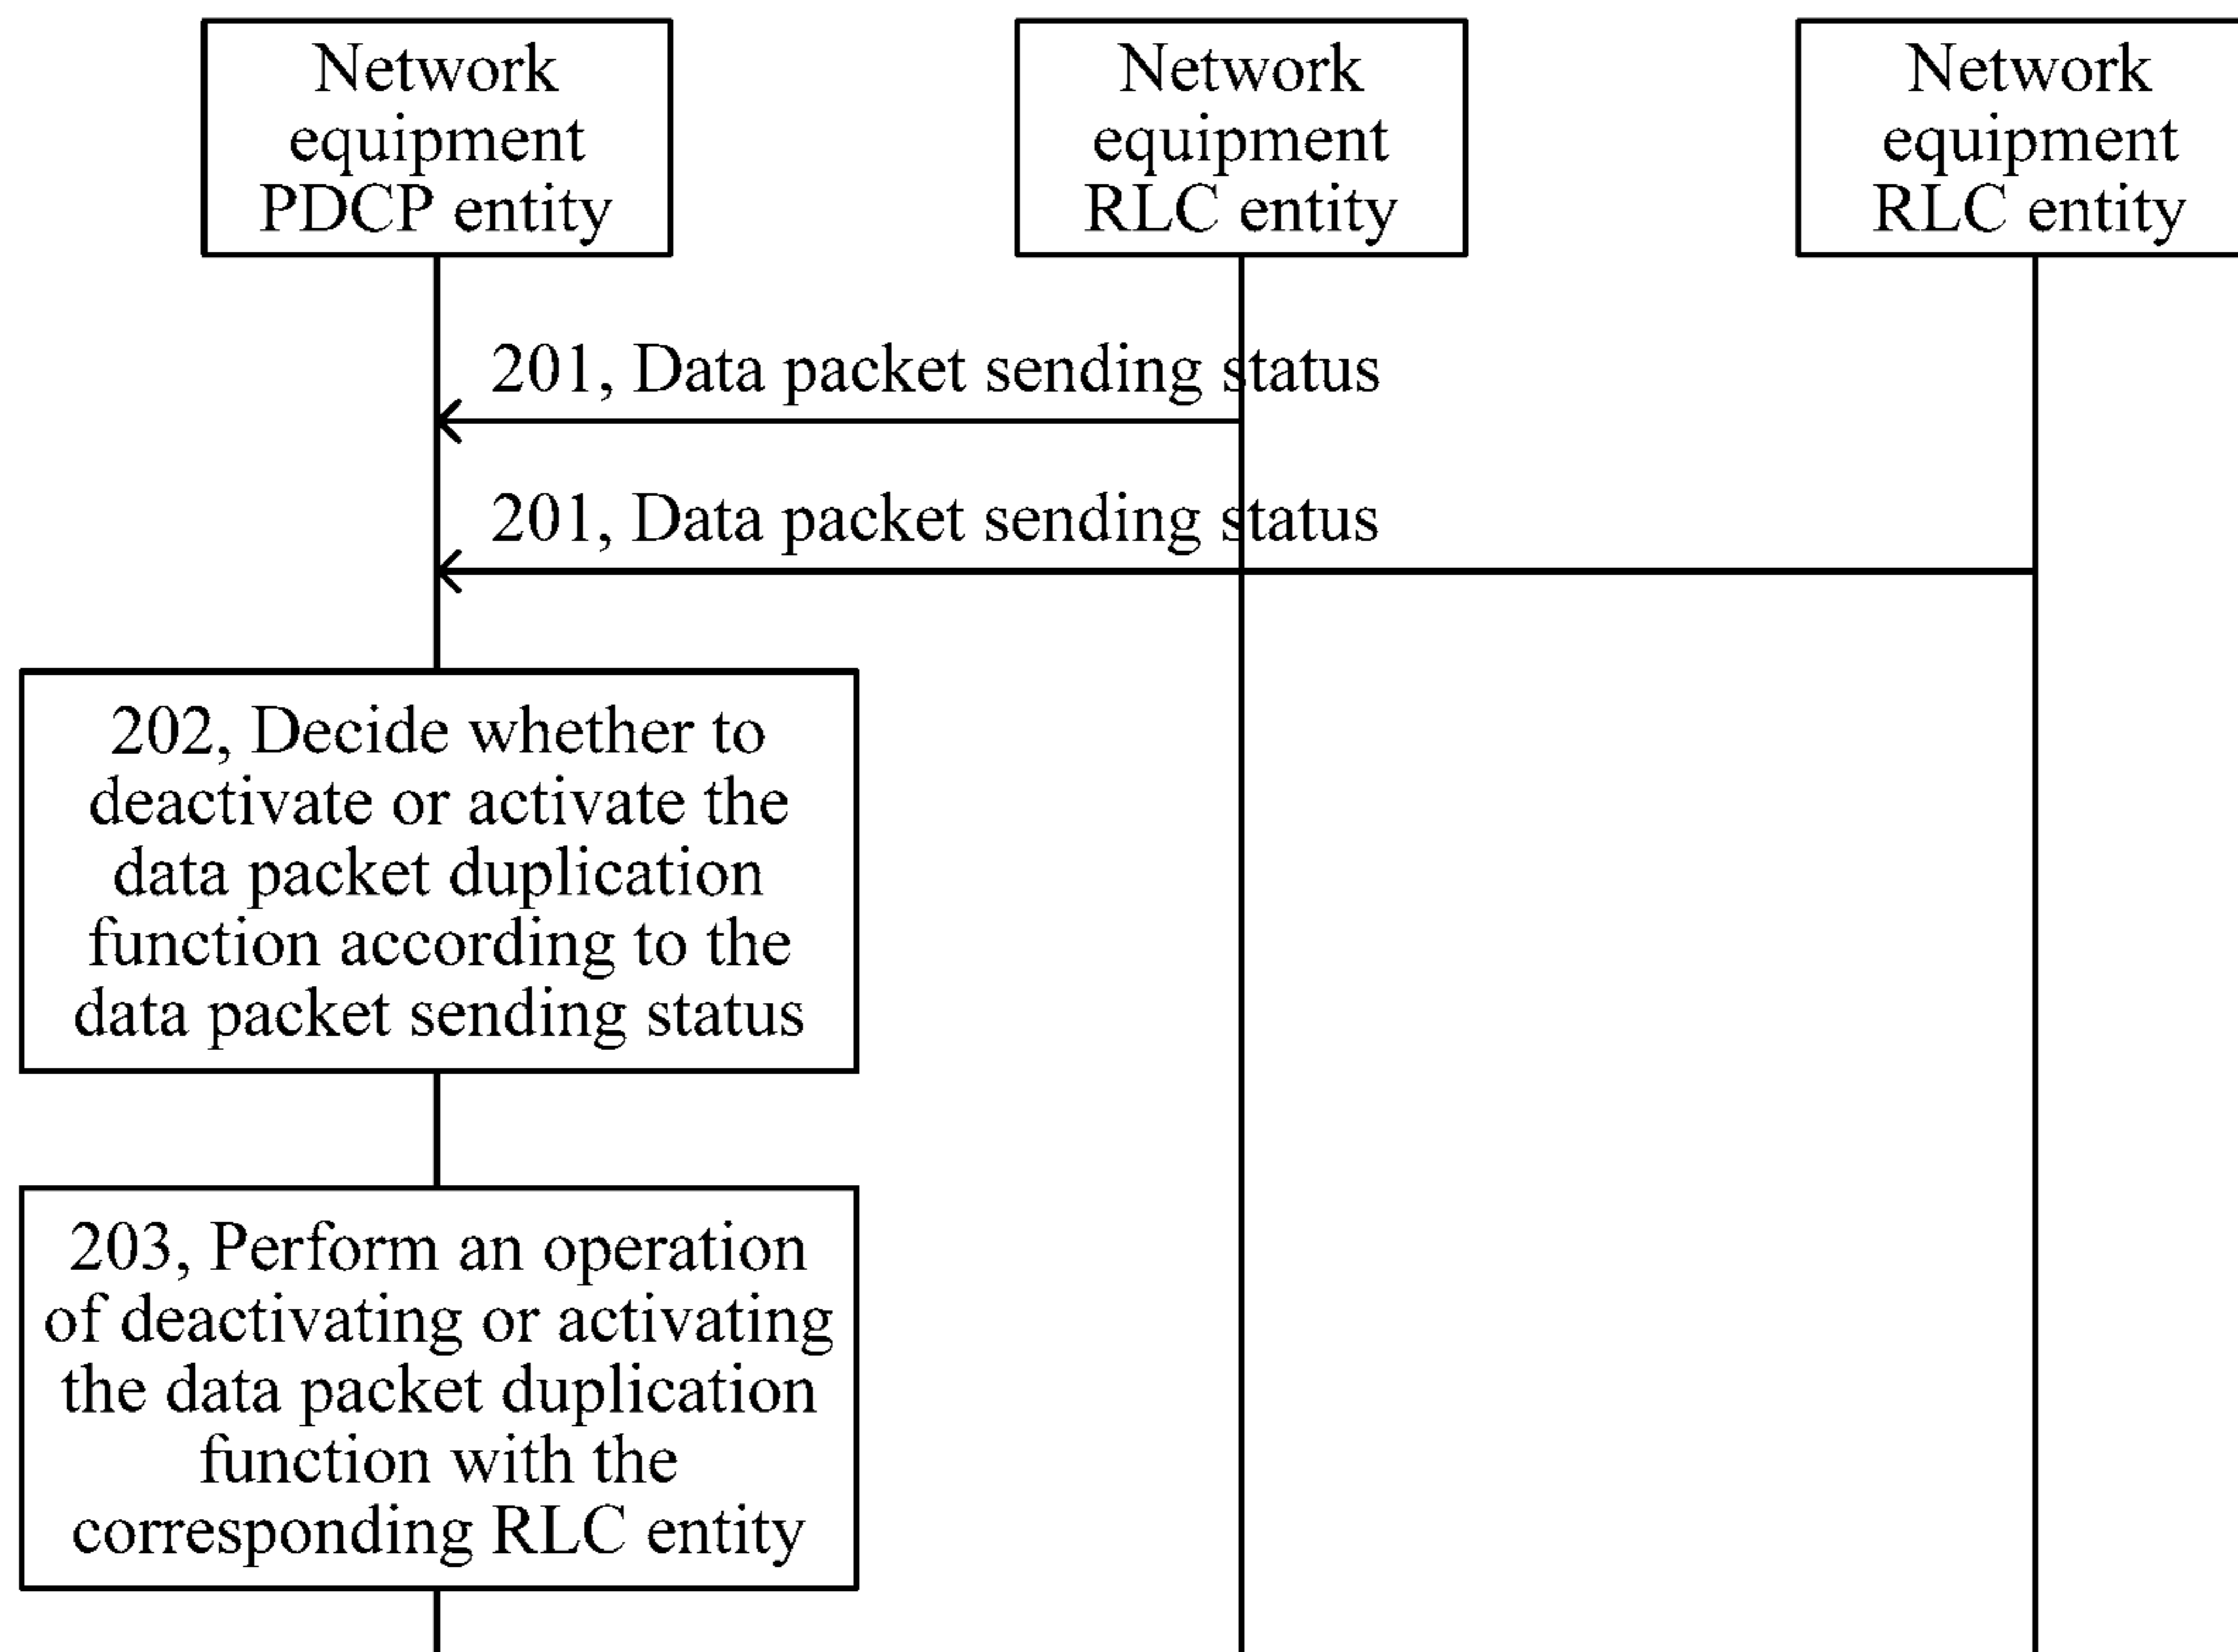 Network
equipment
PDCP entity
Network
equipment
RLC entity
Network
equipment
RLC entity
201, Data packet sending status
201, Data packet sending status
202, Decide whether to
deactivate or activate the
data packet duplication
function according to the
data packet sending status
203, Perform an operation
of deactivating or activating
the data packet duplication
function with the
corresponding RLC entity